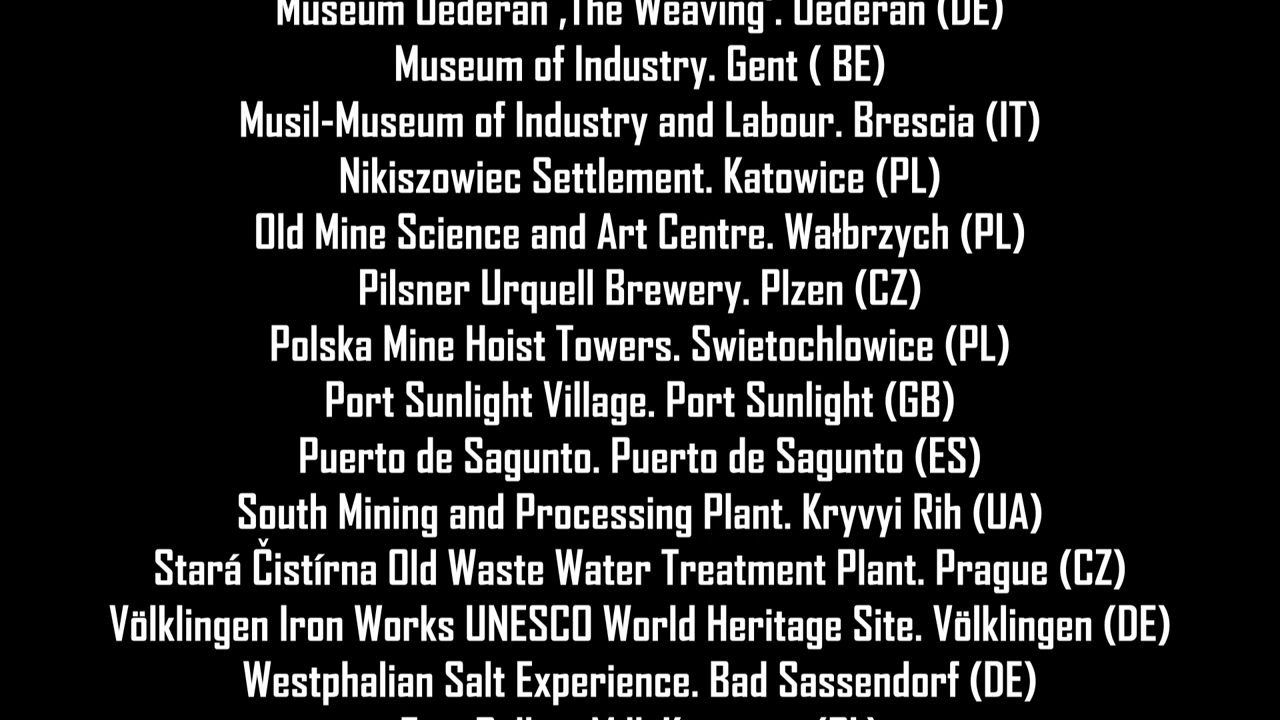 Museum Oederan ‚The Weaving‘. Oederan (DE)
Museum of Industry. Gent ( BE)
Musil-Museum of Industry and Labour. Brescia (IT)
Nikiszowiec Settlement. Katowice (PL)
Old Mine Science and Art Centre. Wałbrzych (PL)
Pilsner Urquell Brewery. Plzen (CZ)
Polska Mine Hoist Towers. Swietochlowice (PL)
Port Sunlight Village. Port Sunlight (GB)
Puerto de Sagunto. Puerto de Sagunto (ES)
South Mining and Processing Plant. Kryvyi Rih (UA)
Stará Čistírna Old Waste Water Treatment Plant. Prague (CZ)
Völklingen Iron Works UNESCO World Heritage Site. Völklingen (DE)
Westphalian Salt Experience. Bad Sassendorf (DE)